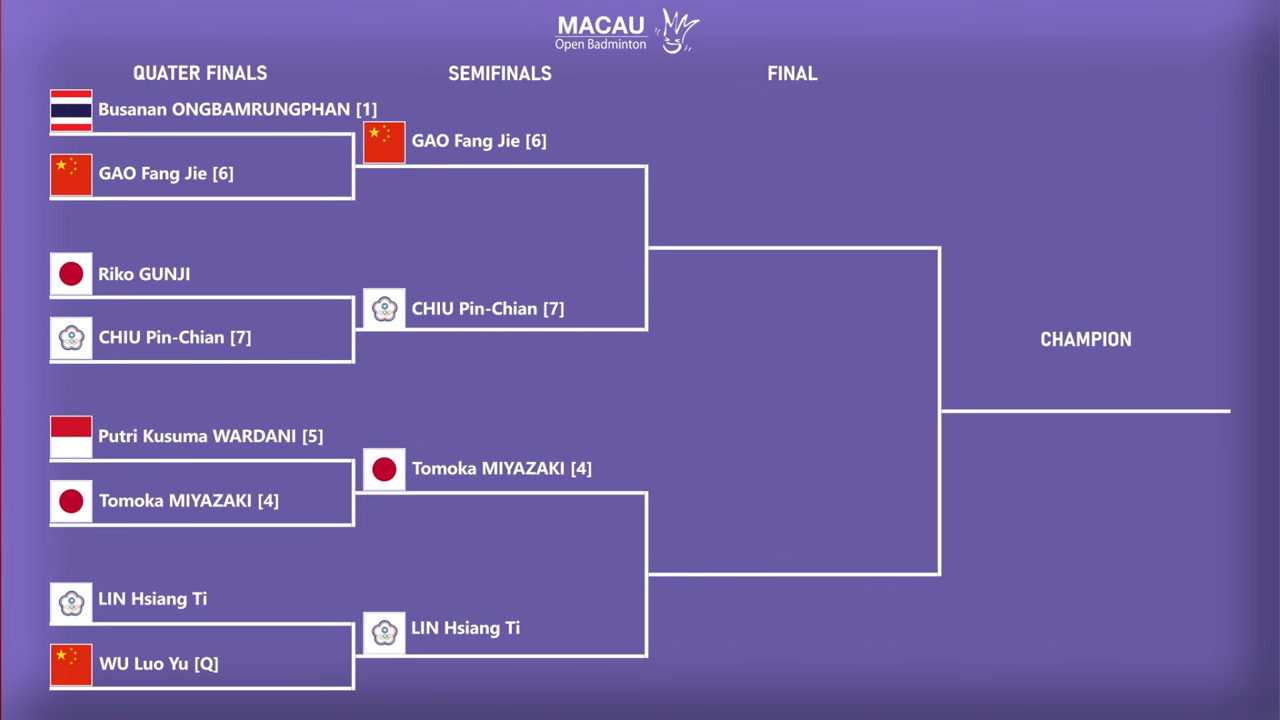 MACAU
Open Badminton
QUATER FINALS
SEMIFINALS
FINAL
Busanan ONGBAMRUNGPHAN [1]
GAO Fang Jie [6]
GAO Fang Jie [6]
Riko GUNJI
CHIU Pin-Chian [7]
CHIU Pin-Chian [7]
CHAMPION
Putri Kusuma WARDANI [5]
Tomoka MIYAZAKI [4]
Tomoka MIYAZAKI [4]
LIN Hsiang Ti
LIN Hsiang Ti
WU Luo Yu [Q]